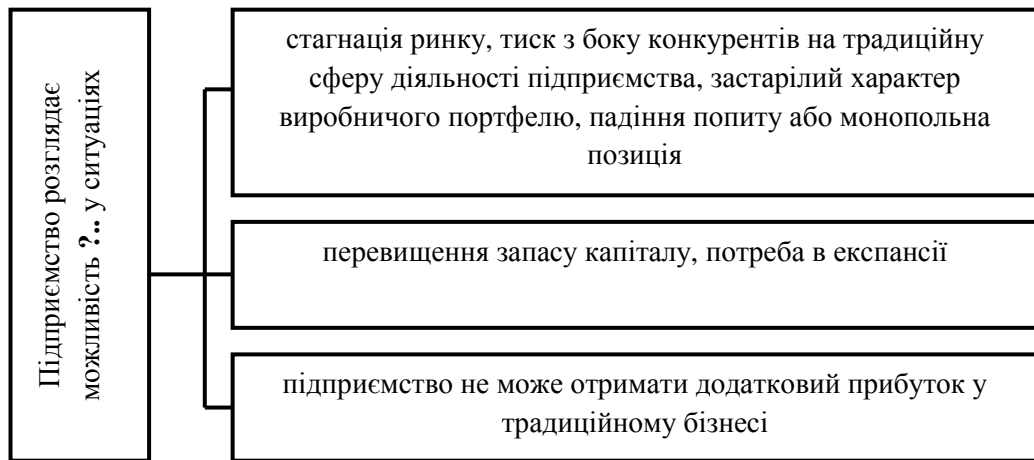 Підприємство розглядає
можливість ?.. у ситуаціях
стагнація ринку, тиск з боку конкурентів на традиційну
сферу діяльності підприємства, застарілий характер
виробничого портфелю, падіння попиту або монопольна
позиція
перевищення запасу капіталу, потреба в експансії
підприємство не може отримати додатковий прибуток у
традиційному бізнесі